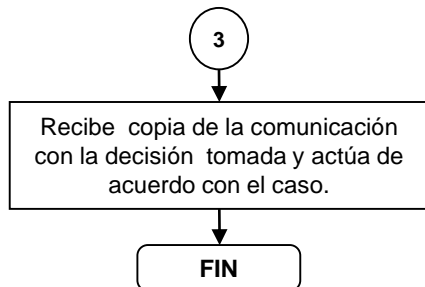 3
Recibe copia de la comunicación
con la decisión tomada y actúa de
acuerdo con el caso.
FIN